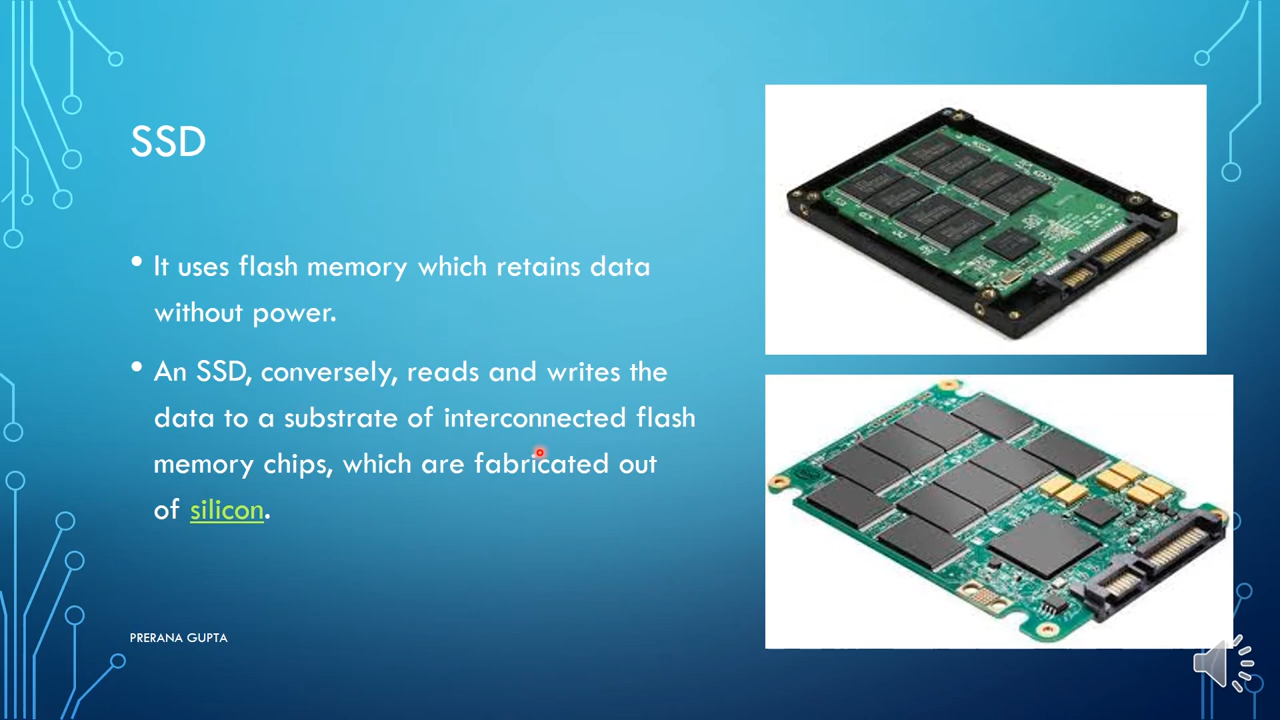 SSD
• It uses flash memory which retains data
without power.
• An SSD, conversely, reads and writes the
data to a substrate of interconnected flash
memory chips, which are fabricated out
of silicon.
PRERANA GUPTA